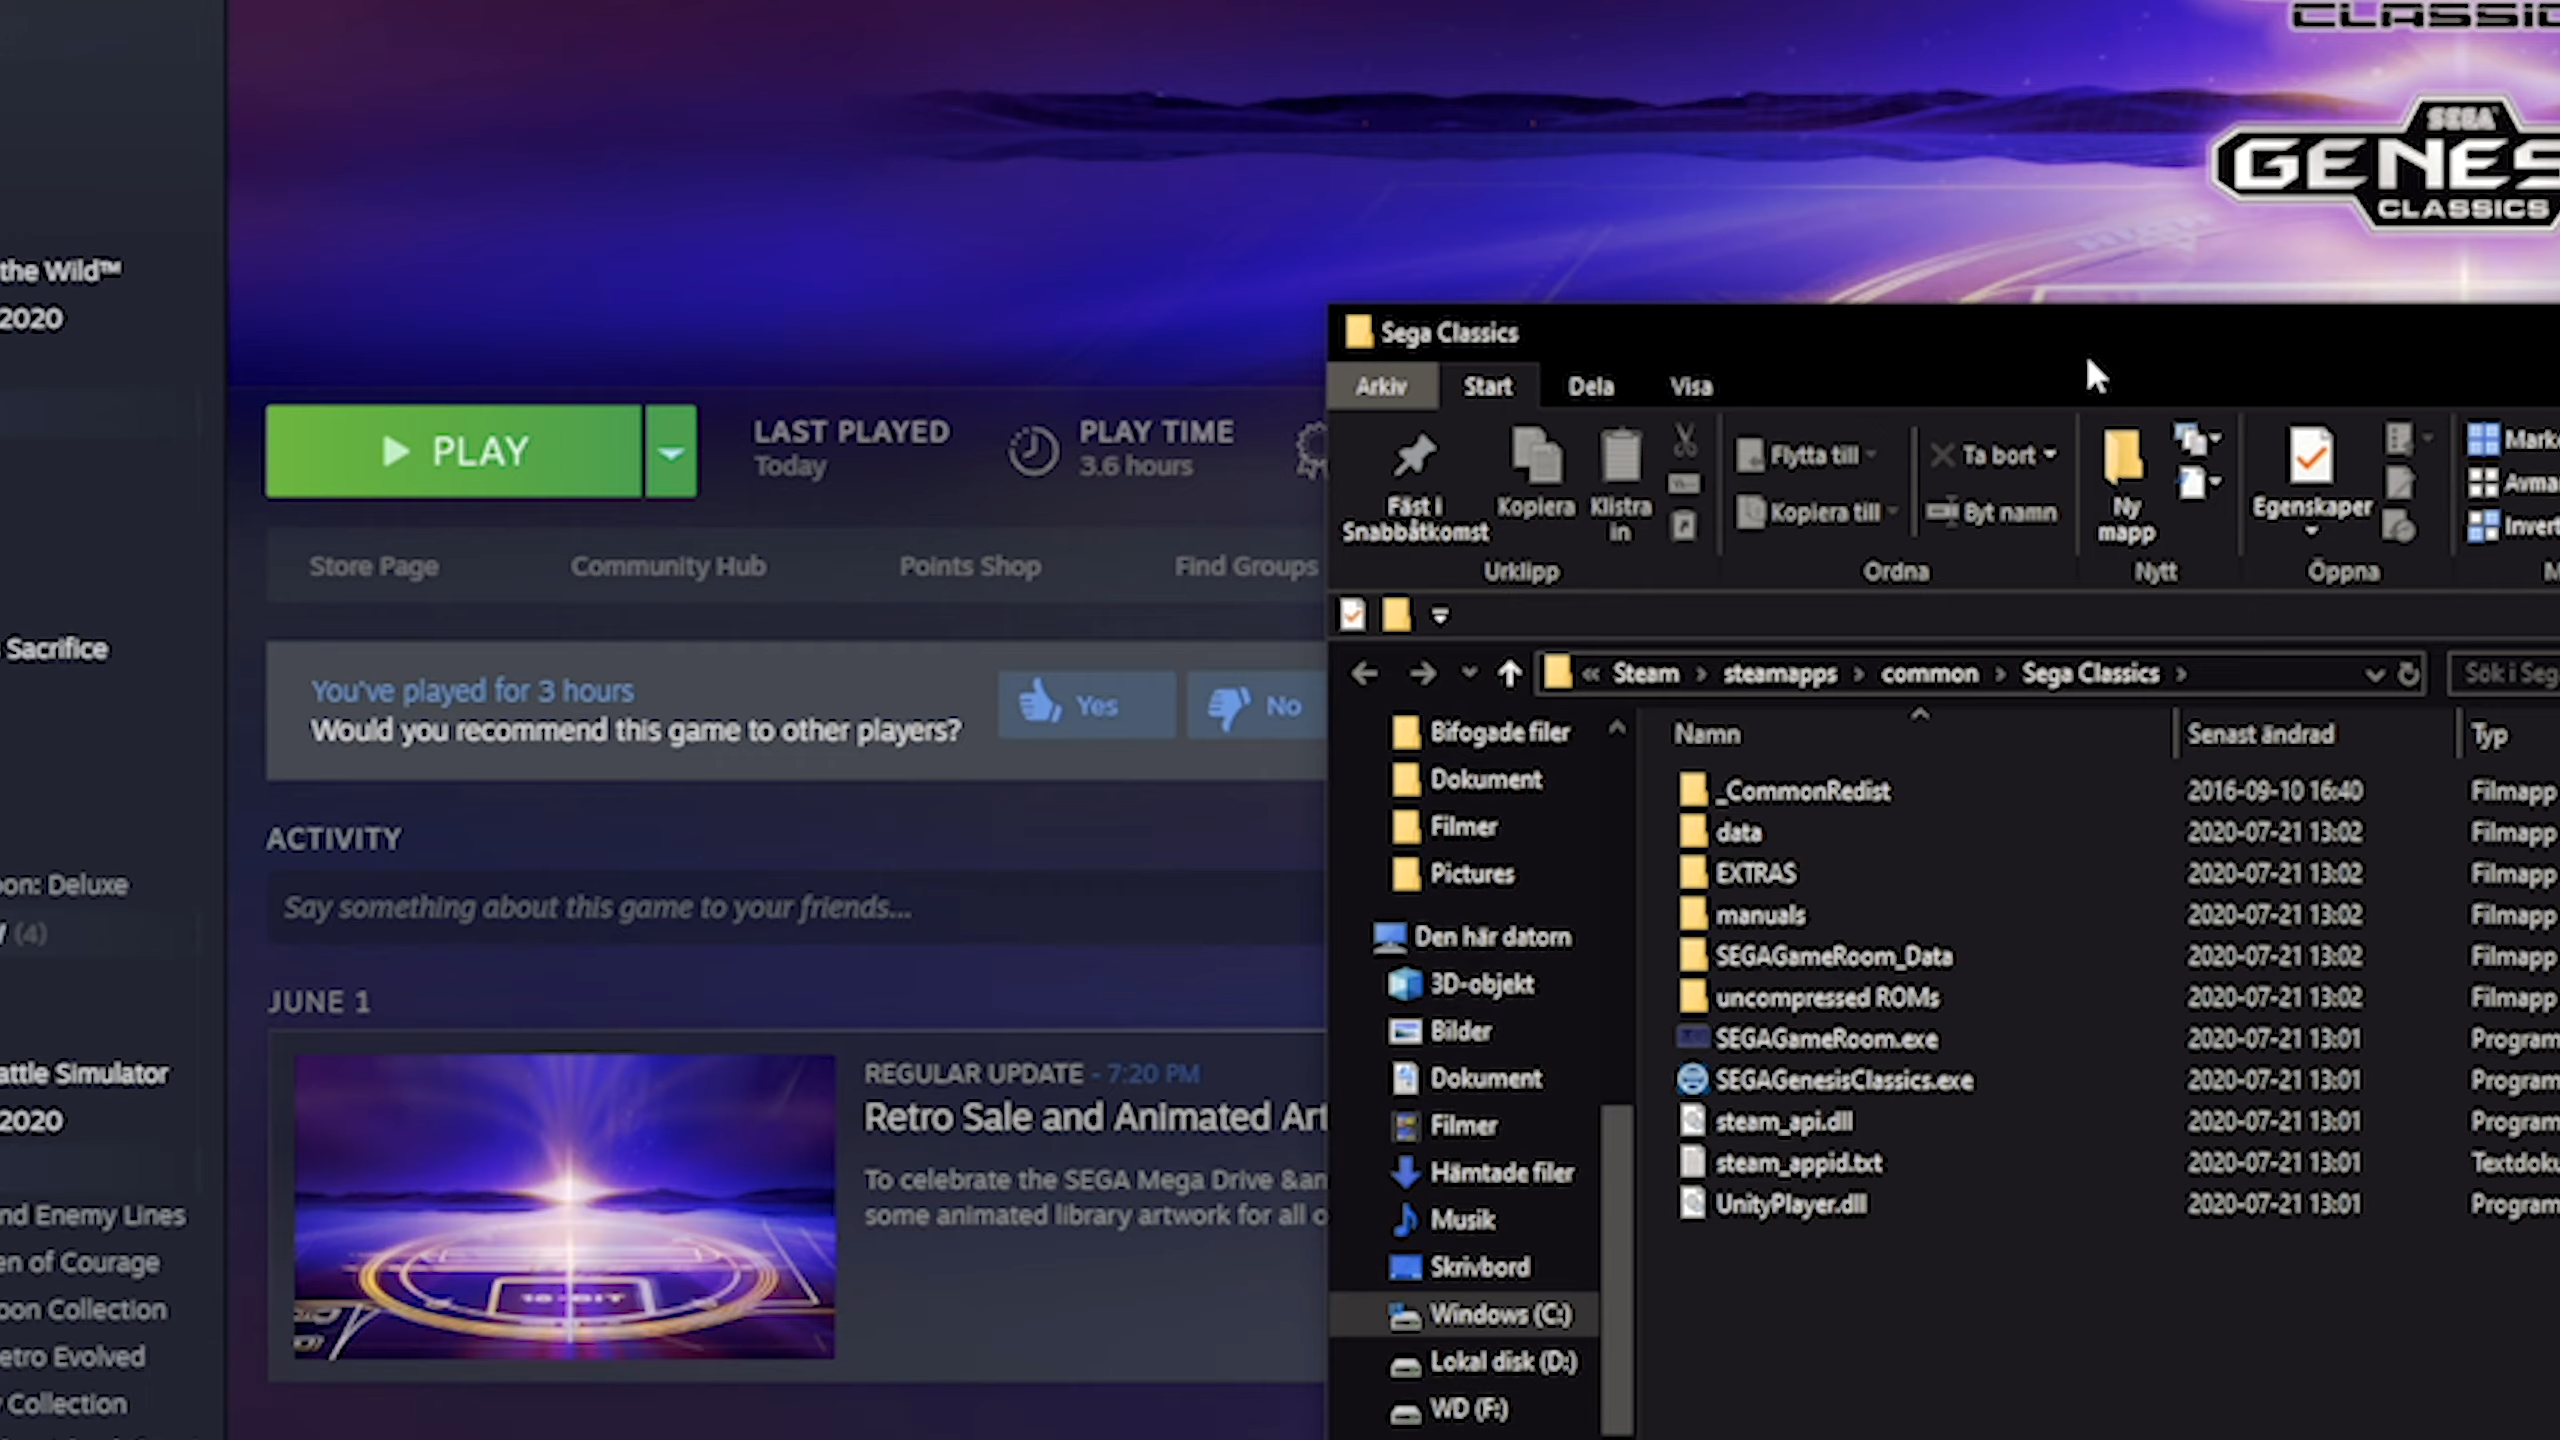 CLASSIC
SEGA
GENES
CLASSICS
the Wild™
2020
Sacrifice
oon: Deluxe
(4)
attle Simulator
2020
nd Enemy Lines
en of Courage
oon Collection
etro Evolved
Collection
PLAY
LAST PLAYED
Today
PLAY TIME
3.6 hours
Store Page
Community Hub
Points Shop
Find Groups
You've played for 3 hours
Would you recommend this game to other players?
Yes
No
ACTIVITY
Say something about this game to your friends...
JUNE 1
16-BIT
REGULAR UPDATE - 7:20 PM
Retro Sale and Animated Art
To celebrate the SEGA Mega Drive &an
some animated library artwork for all o
Sega Classics
Arkiv
Start
Dela
Visa
Fäst i
Snabbåtkomst
Kopiera
Klistra
in
Flytta till
Kopiera till
Ta bort
Byt namn
Ny
mapp
Egenskaper
Marke
Avma
Invert
Urklipp
Ordna
Nytt
Öppna
M
« Steam > steamapps > common > Sega Classics >
Sök i Seg
Bifogade filer
Dokument
Filmer
Pictures
Den här datorn
3D-objekt
Bilder
Dokument
Filmer
Hämtade filer
Musik
Skrivbord
Windows (C:)
Lokal disk (D:)
WD (F:)
Namn
Senast ändrad
Typ
_CommonRedist 2016-09-10 16:40 Filmapp
data 2020-07-21 13:02 Filmapp
EXTRAS 2020-07-21 13:02 Filmapp
manuals 2020-07-21 13:02 Filmapp
SEGAGameRoom_Data 2020-07-21 13:02 Filmapp
uncompressed ROMs 2020-07-21 13:02 Filmapp
SEGAGameRoom.exe 2020-07-21 13:01 Program
SEGAGenesisClassics.exe 2020-07-21 13:01 Program
steam_api.dll 2020-07-21 13:01 Program
steam_appid.txt 2020-07-21 13:01 Textdoku
UnityPlayer.dll 2020-07-21 13:01 Program